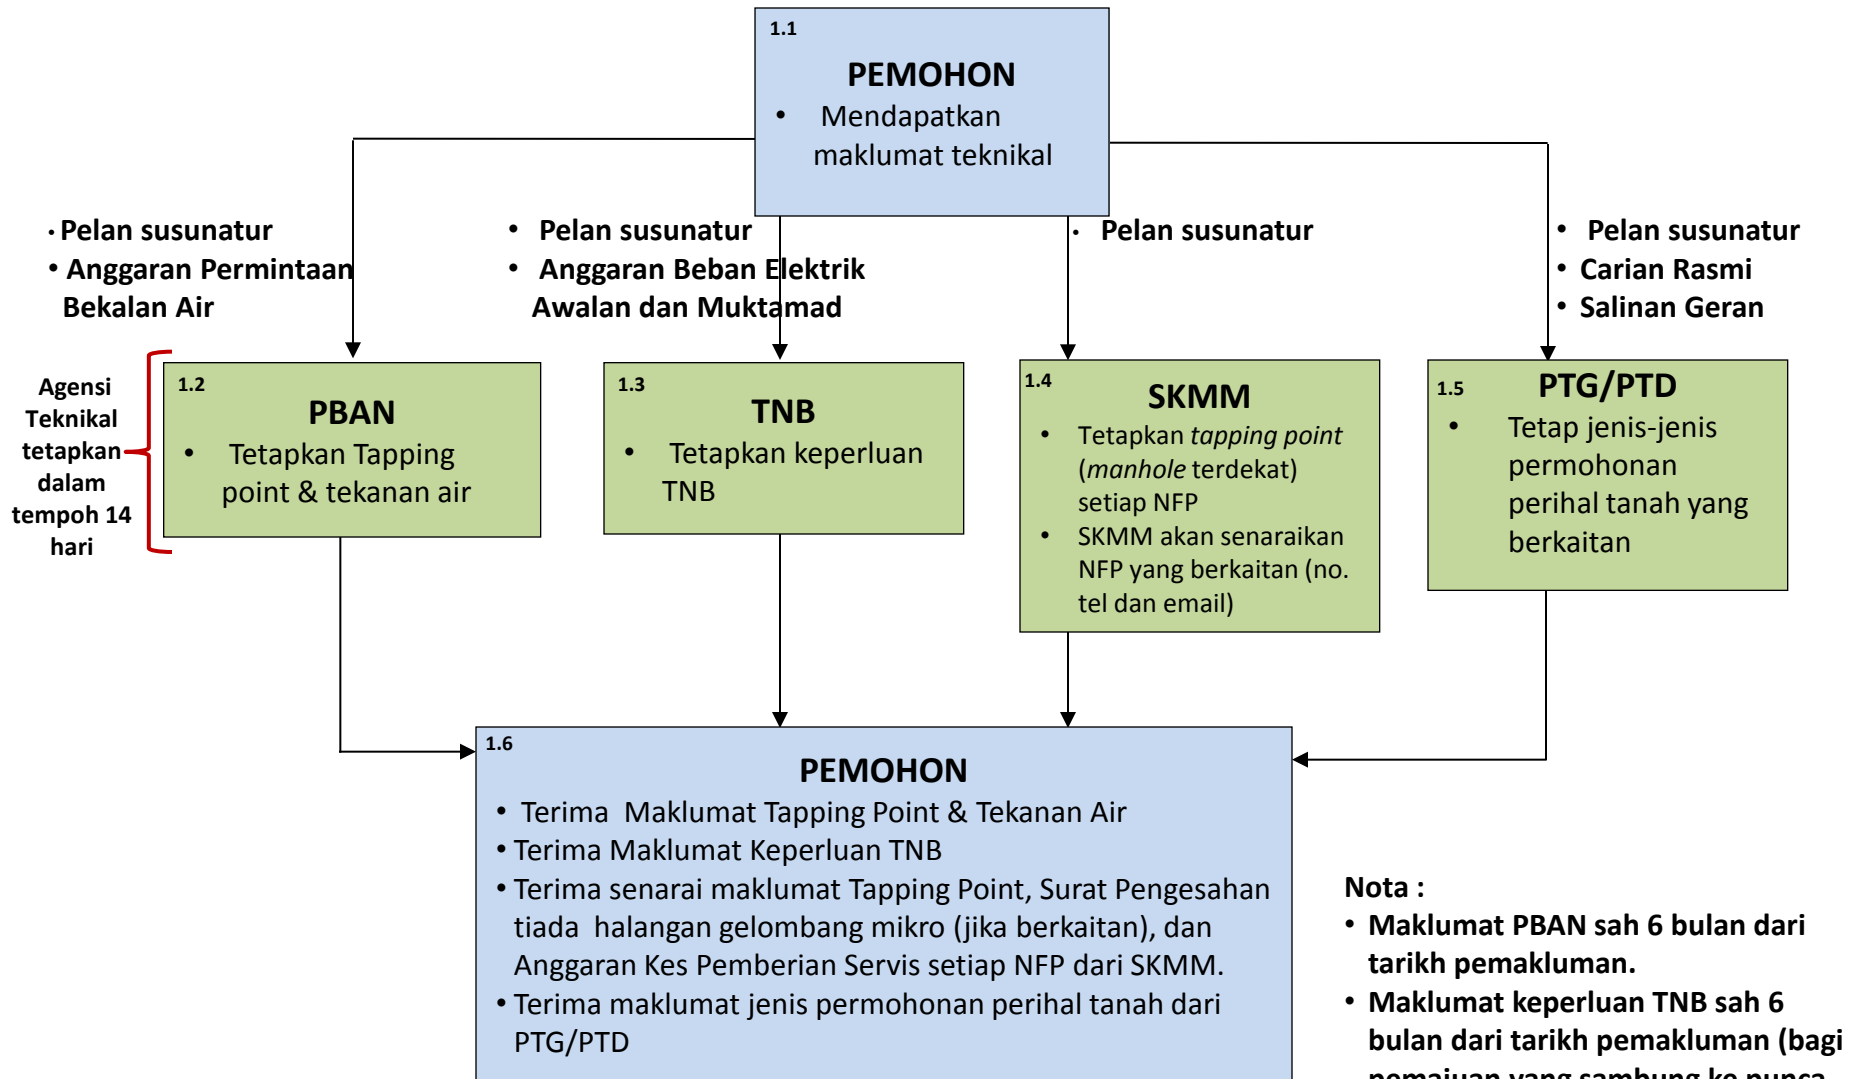 1.1
PEMOHON
• Mendapatkan
maklumat teknikal
• Pelan susunatur
• Anggaran Permintaan
Bekalan Air
• Pelan susunatur
• Anggaran Beban Elektrik
Awalan dan Muktamad
• Pelan susunatur
• Pelan susunatur
• Carian Rasmi
• Salinan Geran
Agensi
Teknikal
tetapkan
dalam
tempoh 14
hari
1.2
PBAN
• Tetapkan Tapping
point & tekanan air
1.3
TNB
• Tetapkan keperluan
TNB
1.4
SKMM
• Tetapkan tapping point
(manhole terdekat)
setiap NFP
• SKMM akan senaraikan
NFP yang berkaitan (no.
tel dan email)
1.5
PTG/PTD
• Tetap jenis-jenis
permohonan
perihal tanah yang
berkaitan
1.6
PEMOHON
• Terima Maklumat Tapping Point & Tekanan Air
• Terima Maklumat Keperluan TNB
• Terima senarai maklumat Tapping Point, Surat Pengesahan
tiada halangan gelombang mikro (jika berkaitan), dan
Anggaran Kes Pemberian Servis setiap NFP dari SKMM.
• Terima maklumat jenis permohonan perihal tanah dari
PTG/PTD
Nota :
• Maklumat PBAN sah 6 bulan dari
tarikh pemakluman.
• Maklumat keperluan TNB sah 6
bulan dari tarikh pemakluman (bagi
pemajuan yang sambung ke punca